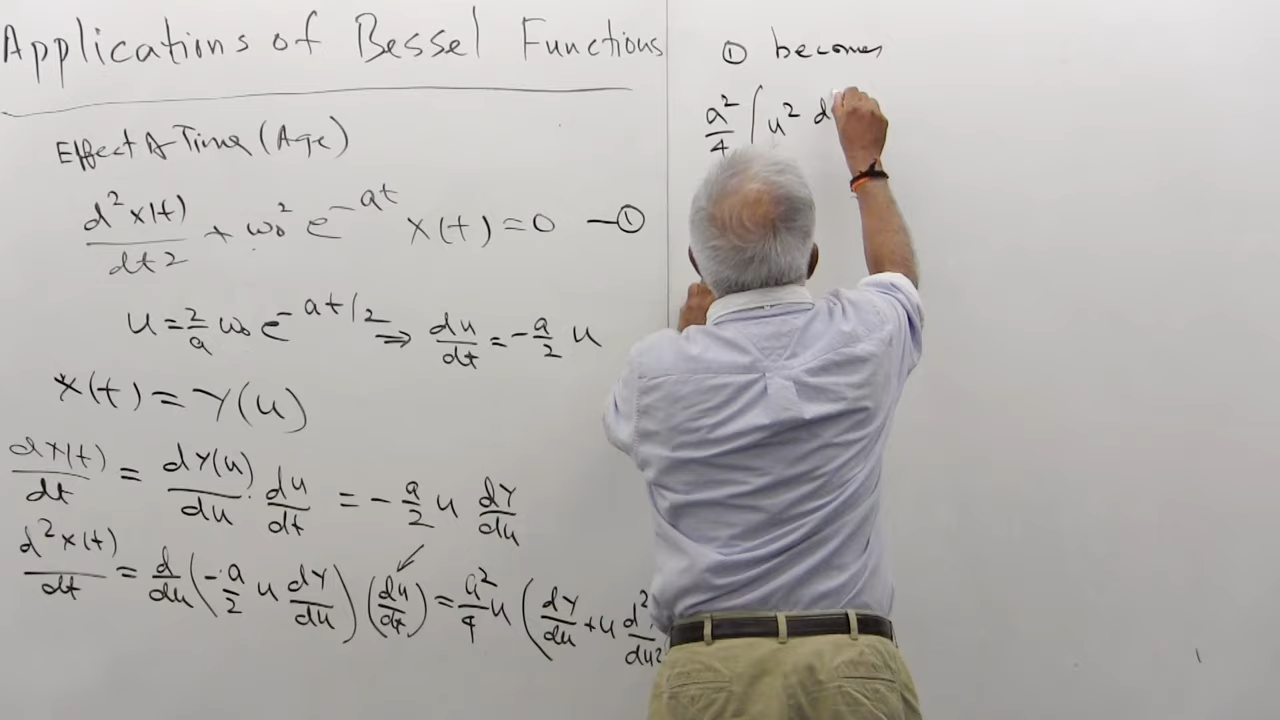 Applications of Bessel Functions
Effect of Time (Age)
d²x(t)/dt² + ω₀² e^(-at) x(t) = 0 —①
u = 2/a ω₀ e^(-at/2) ⇒ du/dt = -a/2 u
x(t) = Y(u)
dx(t)/dt = dY(u)/du · du/dt = -a/2 u dY/du
d²x(t)/dt = d/du (-a/2 u dY/du) (du/dt) = a²/4 u (dY/du + u d²/du²
① becomes
a²/4 (u² d